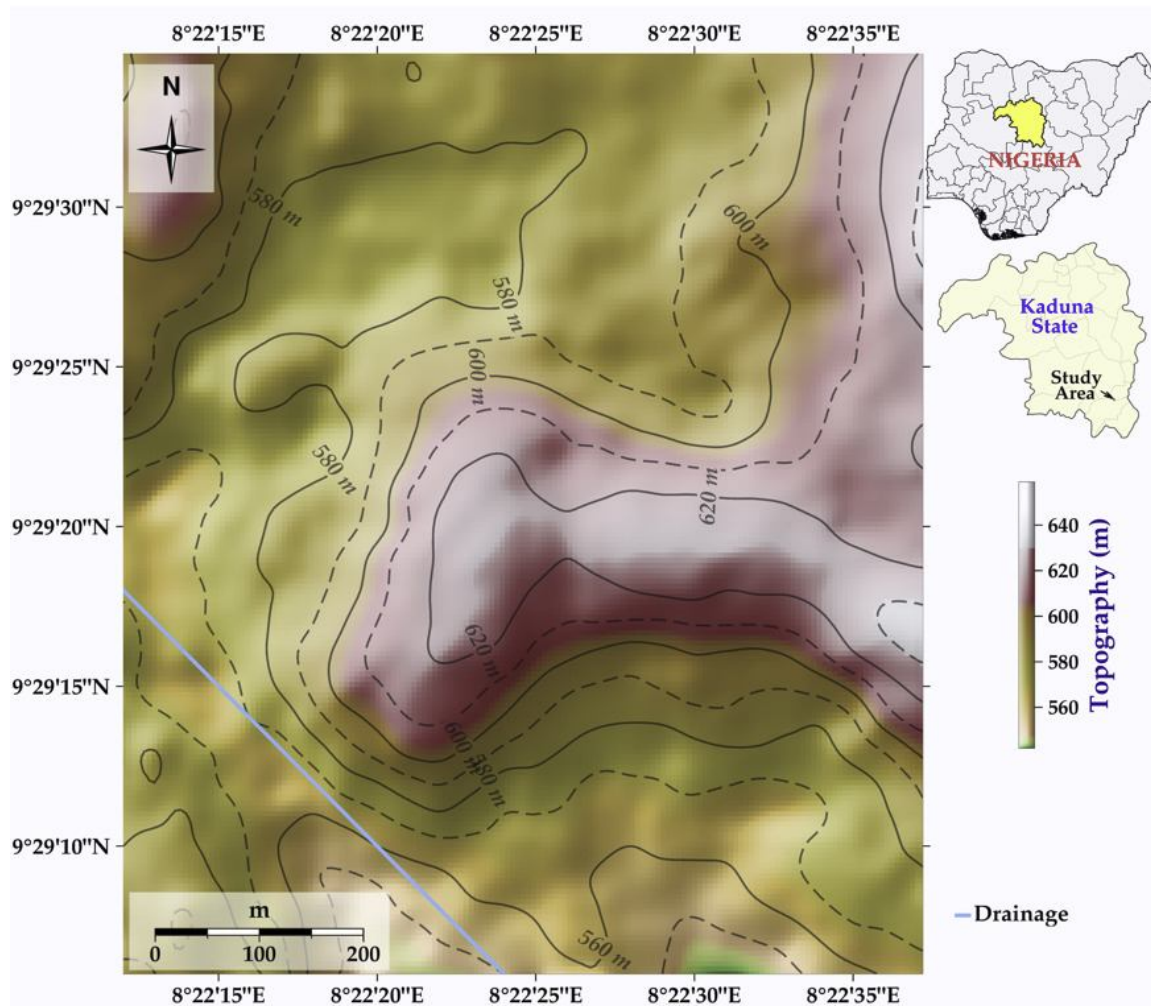 8°22'15"E 8°22'20"E 8°22'25"E 8°22'30"E 8°22'35"E
N
NIGERIA
9°29'30"N
580 m
600 m
580 m
Kaduna
State
Study
Area
9°29'25"N
600 m
580 m
620 m
9°29'20"N
640
620
600
580
560
Topography (m)
620 m
9°29'15"N
600 m
580 m
9°29'10"N
m
0 100 200
560 m
Drainage
8°22'15"E 8°22'20"E 8°22'25"E 8°22'30"E 8°22'35"E